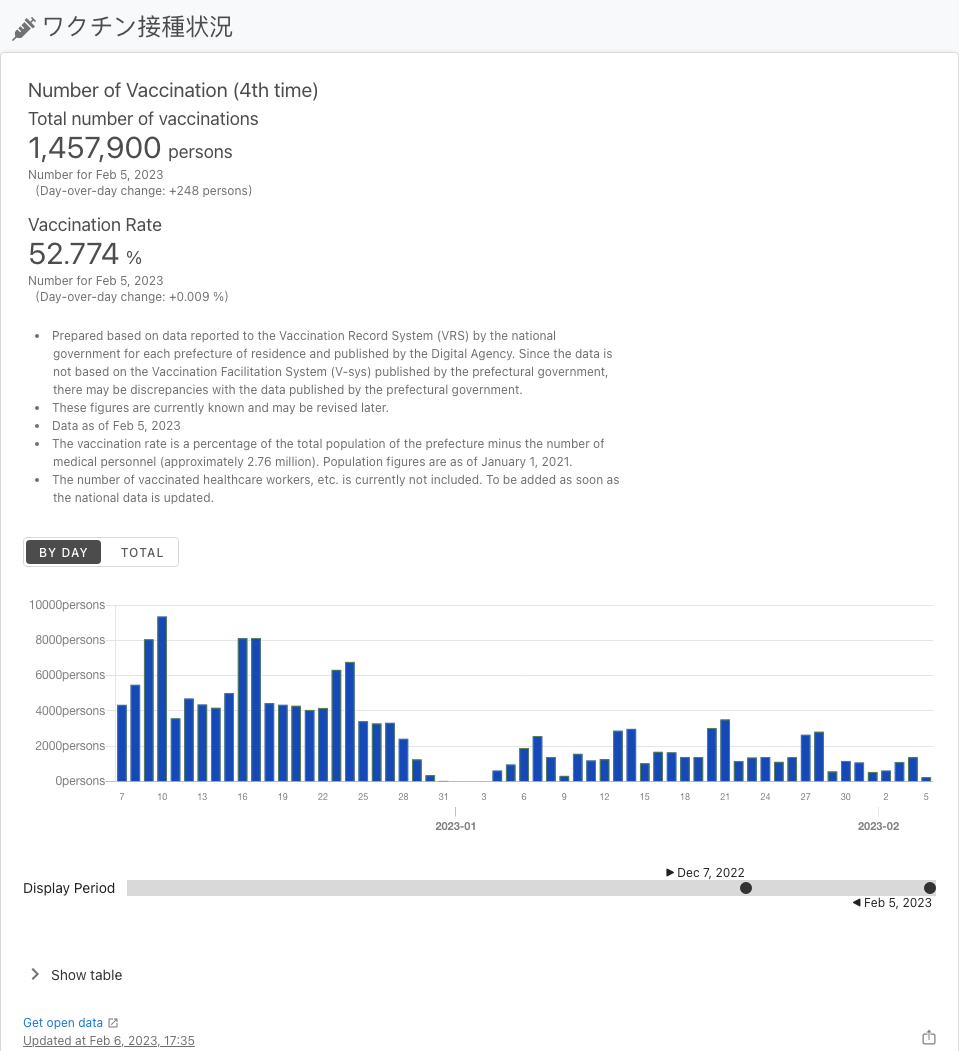 ワクチン接種状況
Number of Vaccination (4th time)
Total number of vaccinations
1,457,900 persons
Number for Feb 5, 2023
(Day-over-day change: +248 persons)
Vaccination Rate
52.774 %
Number for Feb 5, 2023
(Day-over-day change: +0.009 %)
• Prepared based on data reported to the Vaccination Record System (VRS) by the national
government for each prefecture of residence and published by the Digital Agency. Since the data is
not based on the Vaccination Facilitation System (V-sys) published by the prefectural government,
there may be discrepancies with the data published by the prefectural government.
• These figures are currently known and may be revised later.
• Data as of Feb 5, 2023
• The vaccination rate is a percentage of the total population of the prefecture minus the number of
medical personnel (approximately 2.76 million). Population figures are as of January 1, 2021.
• The number of vaccinated healthcare workers, etc. is currently not included. To be added as soon as
the national data is updated.
BY DAY TOTAL
10000persons
8000persons
6000persons
4000persons
2000persons
0persons
7 10 13 16 19 22 25 28 31 3 6 9 12 15 18 21 24 27 30 2 5
2023-01 2023-02
Dec 7, 2022
Display Period
Feb 5, 2023
Show table
Get open data
Updated at Feb 6, 2023, 17:35